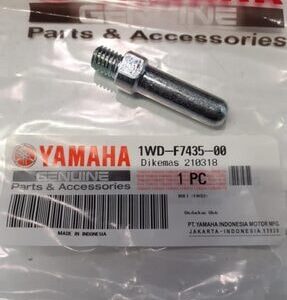 YAMAHA
GENUINE
Parts & Accessories
YAMAHA
GENUINE
Parts & Accessories
1WD-F7435-00
Dikemas 210318
1 PC
MADE IN INDONESIA
PT. YAMAHA INDONESIA MOTOR MFG.
JAKARTA-INDONESIA